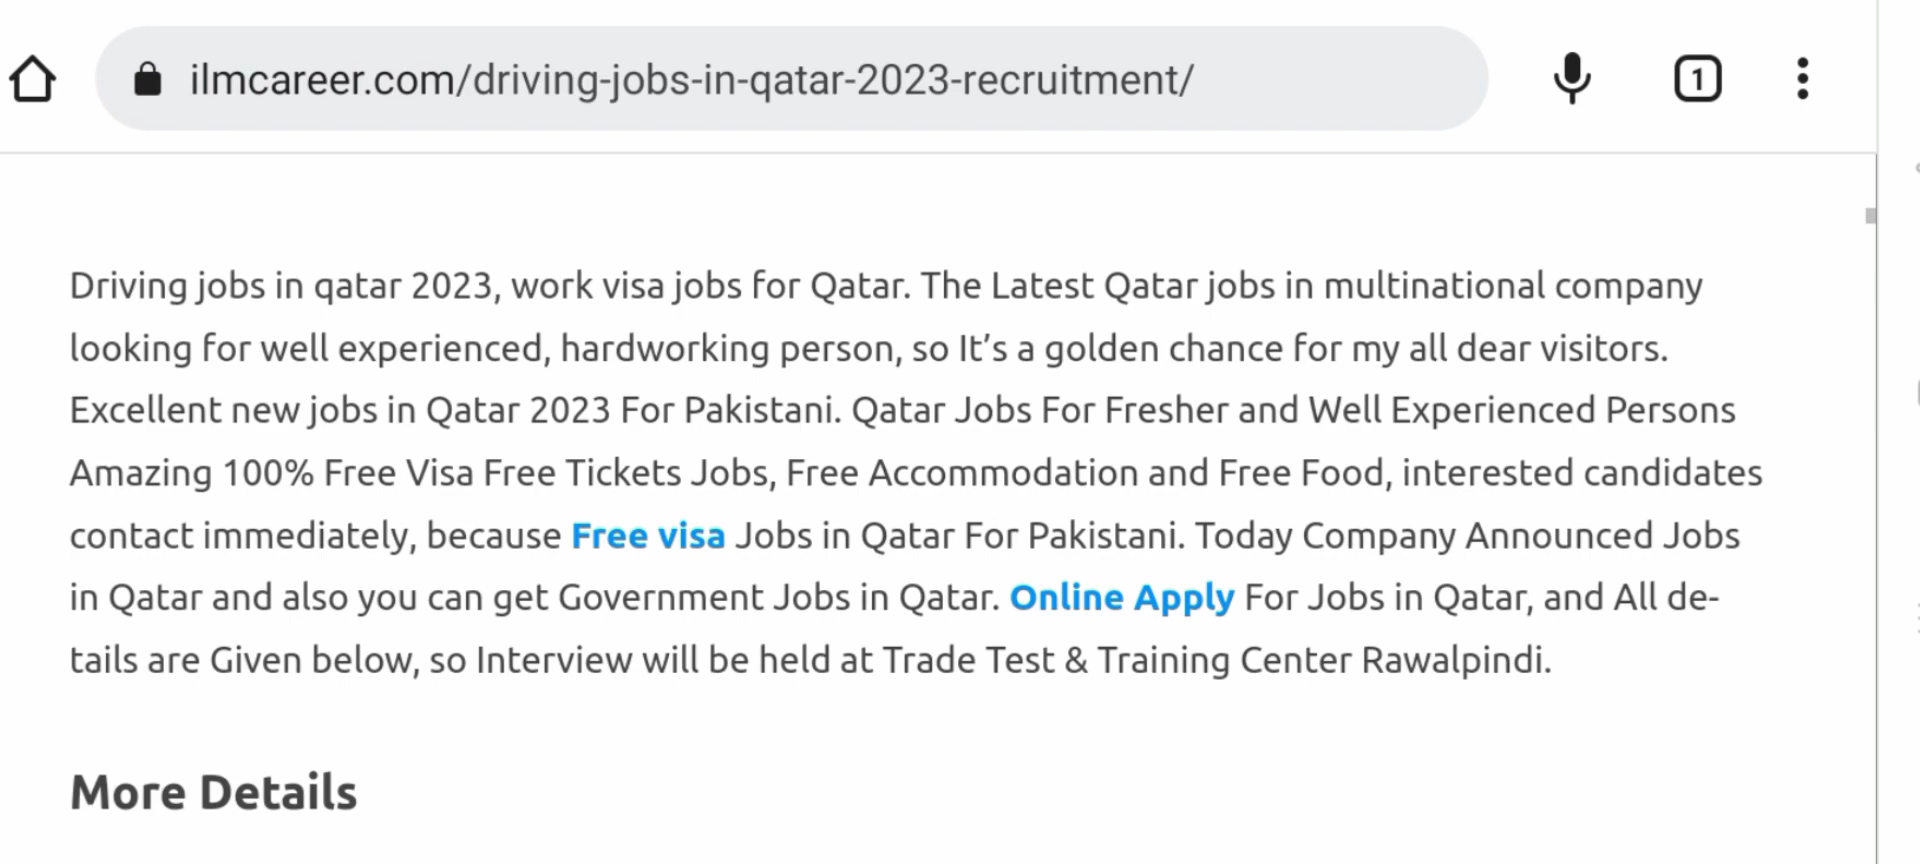 ilmcareer.com/driving-jobs-in-qatar-2023-recruitment/
1
Driving jobs in qatar 2023, work visa jobs for Qatar. The Latest Qatar jobs in multinational company
looking for well experienced, hardworking person, so It’s a golden chance for my all dear visitors.
Excellent new jobs in Qatar 2023 For Pakistani. Qatar Jobs For Fresher and Well Experienced Persons
Amazing 100% Free Visa Free Tickets Jobs, Free Accommodation and Free Food, interested candidates
contact immediately, because Free visa Jobs in Qatar For Pakistani. Today Company Announced Jobs
in Qatar and also you can get Government Jobs in Qatar. Online Apply For Jobs in Qatar, and All de-
tails are Given below, so Interview will be held at Trade Test & Training Center Rawalpindi.
More Details